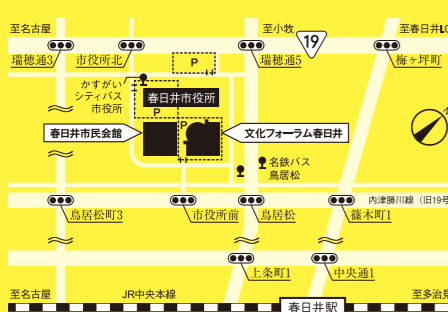 至名古屋
至小牧
19
至春日井I.C
瑞穂通3
市役所北
P
瑞穂通5
梅ヶ坪町
かすがい
シティバス
市役所
春日井市役所
P
P
春日井市民会館
文化フォーラム春日井
名鉄バス
鳥居松
内津勝川線（旧19号
鳥居松町3
市役所前
鳥居松
篠木町1
上条町1
中央通1
至名古屋
JR中央本線
春日井駅
至多治見